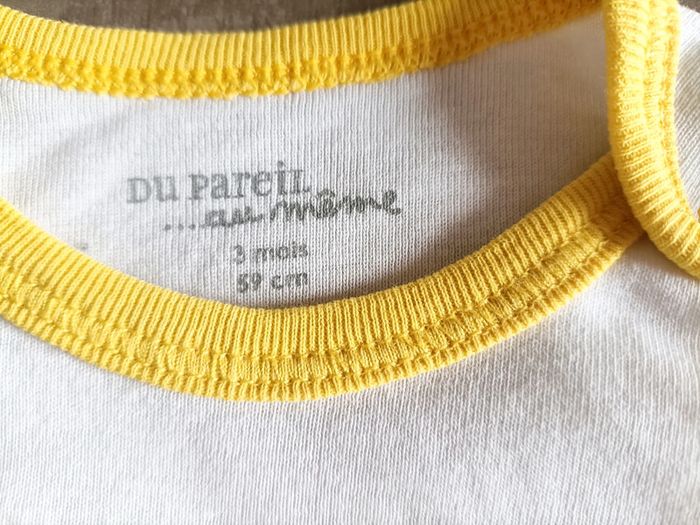 DU PareiL
....au même
3 mois
59 cm